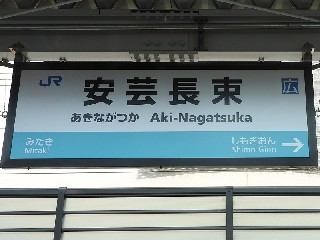 JR
安芸長束
広
あきながつか Aki-Nagatsuka
みたき
Mitaki
しもぎおん
Shimo-Gion